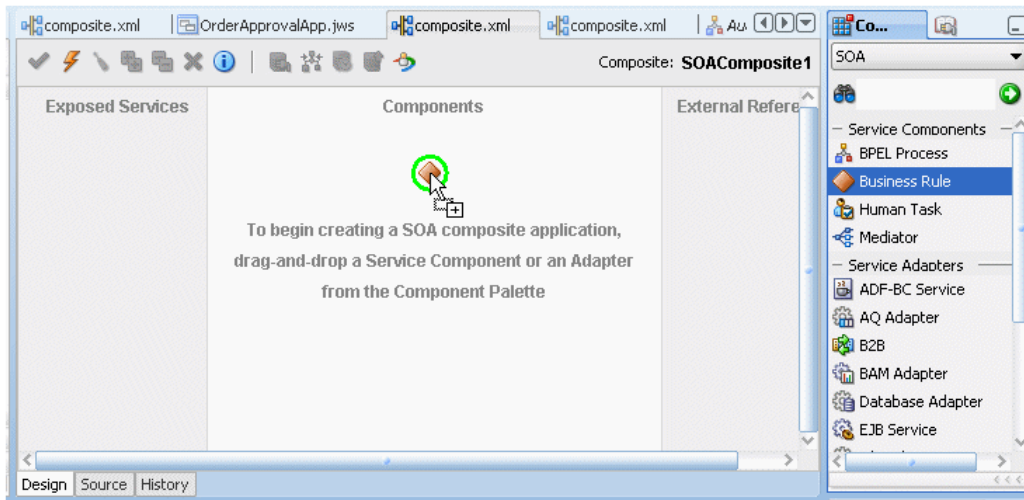 composite.xml OrderApprovalApp.jws composite.xml composite.xml Au Co...
Composite: SOAComposite1 SOA
Exposed Services Components External Refere
Service Components
BPEL Process
Business Rule
Human Task
Mediator
To begin creating a SOA composite application,
drag-and-drop a Service Component or an Adapter
from the Component Palette
Service Adapters
ADF-BC Service
AQ Adapter
B2B
BAM Adapter
Database Adapter
EJB Service
Design Source History